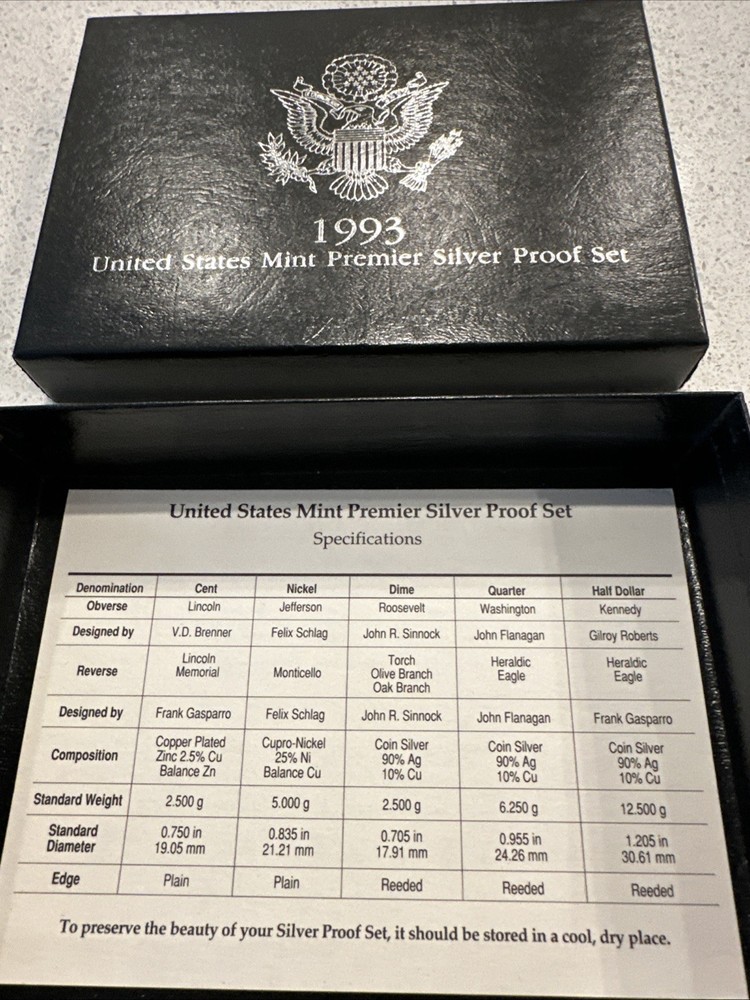 1993
United States Mint Premier Silver Proof Set
United States Mint Premier Silver Proof Set
Specifications
Denomination Cent Nickel Dime Quarter Half Dollar
Obverse Lincoln Jefferson Roosevelt Washington Kennedy
Designed by V.D. Brenner Felix Schlag John R. Sinnock John Flanagan Gilroy Roberts
Reverse Lincoln Memorial Monticello Torch Olive Branch Oak Branch Heraldic Eagle Heraldic Eagle
Designed by Frank Gasparro Felix Schlag John R. Sinnock John Flanagan Frank Gasparro
Composition Copper Plated Zinc 2.5% Cu Balance Zn Cupro-Nickel 25% Ni Balance Cu Coin Silver 90% Ag 10% Cu Coin Silver 90% Ag 10% Cu Coin Silver 90% Ag 10% Cu
Standard Weight 2.500 g 5.000 g 2.500 g 6.250 g 12.500 g
Standard Diameter 0.750 in 19.05 mm 0.835 in 21.21 mm 0.705 in 17.91 mm 0.955 in 24.26 mm 1.205 in 30.61 mm
Edge Plain Plain Reeded Reeded Reeded
To preserve the beauty of your Silver Proof Set, it should be stored in a cool, dry place.